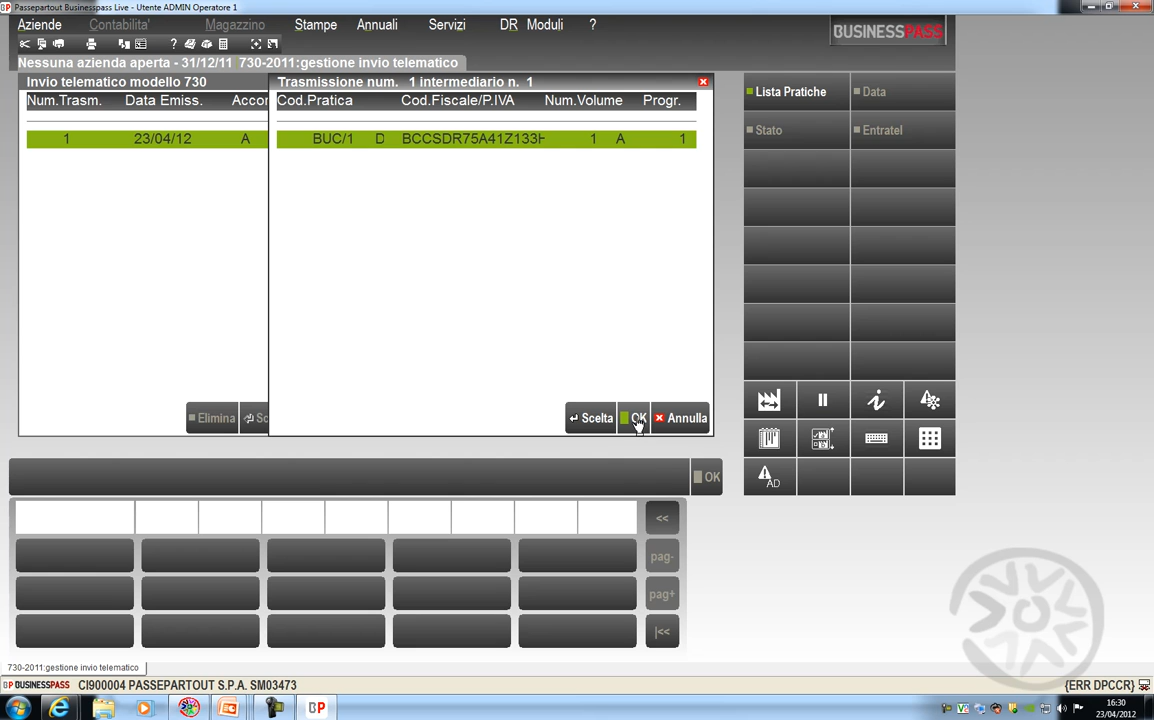 Passepartout Businesspass Live - Utente ADMIN Operatore 1
Aziende Contabilita' Magazzino Stampe Annuali Servizi DR Moduli ?
BUSINESSPASS
Nessuna azienda aperta - 31/12/11 730-2011:gestione invio telematico
Invio telematico modello 730
Trasmissione num. 1 intermediario n. 1
Num.Trasm. Data Emiss. Accor
Cod.Pratica Cod.Fiscale/P.IVA Num.Volume Progr.
1 23/04/12 A
BUC/1 D BCCSDR75A41Z133H 1 A 1
Lista Pratiche Data
Stato Entratel
Elimina Sc
Scelta OK Annulla
AD
OK
<<
pag-
pag+
|<<
730-2011:gestione invio telematico
BUSINESSPASS CI900004 PASSEPARTOUT S.P.A. SM03473 {ERR DPCCR}
16:30
23/04/2012